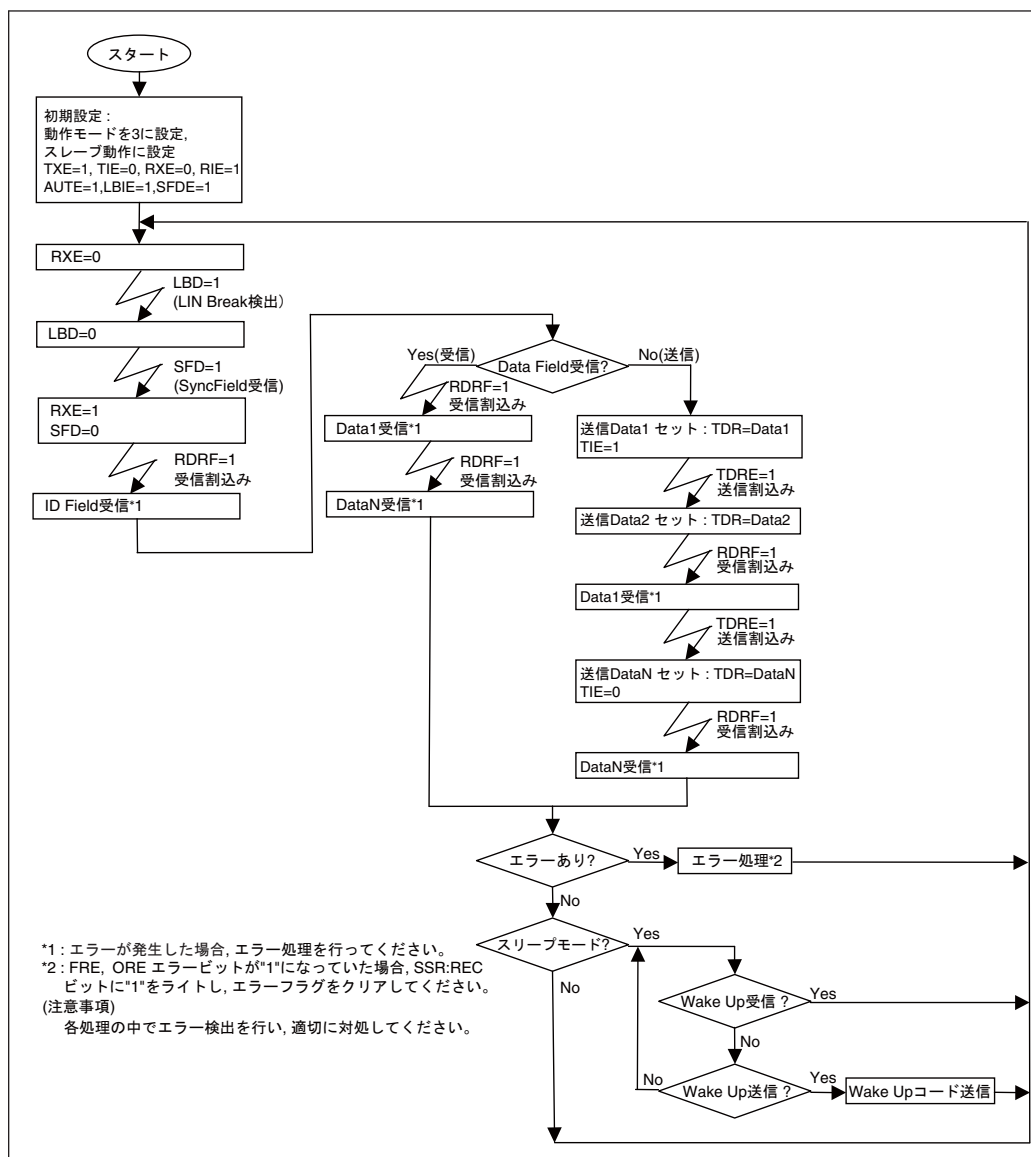 スタート
初期設定 :
動作モードを3に設定,
スレーブ動作に設定
TXE=1, TIE=0, RXE=0, RIE=1
AUTE=1,LBIE=1,SFDE=1
RXE=0
LBD=1
(LIN Break検出)
LBD=0
SFD=1
(SyncField受信)
RXE=1
SFD=0
RDRF=1
受信割込み
ID Field受信*1
Data Field受信?
Yes(受信)
No(送信)
RDRF=1
受信割込み
Data1受信*1
RDRF=1
受信割込み
DataN受信*1
送信Data1 セット : TDR=Data1
TIE=1
TDRE=1
送信割込み
送信Data2 セット : TDR=Data2
RDRF=1
受信割込み
Data1受信*1
TDRE=1
送信割込み
送信DataN セット : TDR=DataN
TIE=0
RDRF=1
受信割込み
DataN受信*1
エラーあり?
Yes
エラー処理*2
No
スリープモード?
Yes
No
Wake Up受信 ?
Yes
No
Wake Up送信 ?
No
Yes
Wake Upコード送信
*1 : エラーが発生した場合, エラー処理を行ってください。
*2 : FRE, ORE エラービットが"1"になっていた場合, SSR:REC
ビットに"1"をライトし, エラーフラグをクリアしてください。
(注意事項)
各処理の中でエラー検出を行い, 適切に対処してください。